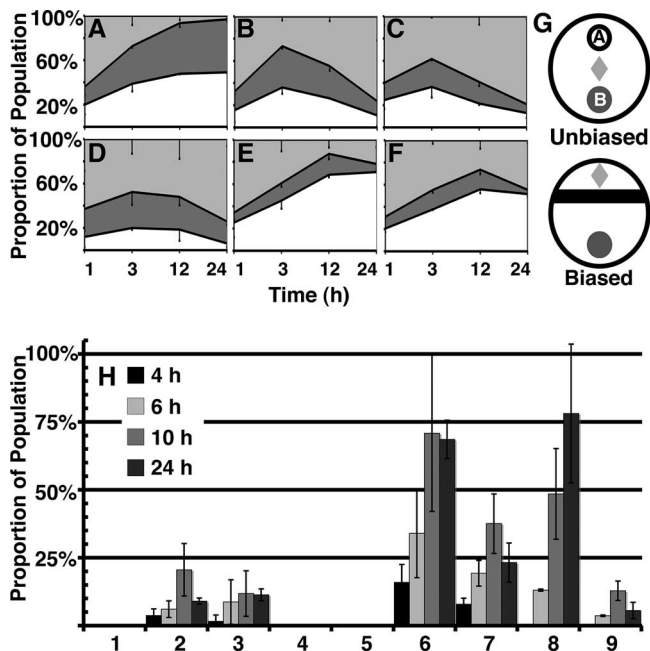 Proportion of Population
100%
60%
20%
A
B
C
100%
60%
20%
D
E
F
1 3 12 24
1 3 12 24
1 3 12 24
Time (h)
G
A
B
Unbiased
Biased
Proportion of Population
100%
75%
50%
25%
H
4 h
6 h
10 h
24 h
1 2 3 4 5 6 7 8 9